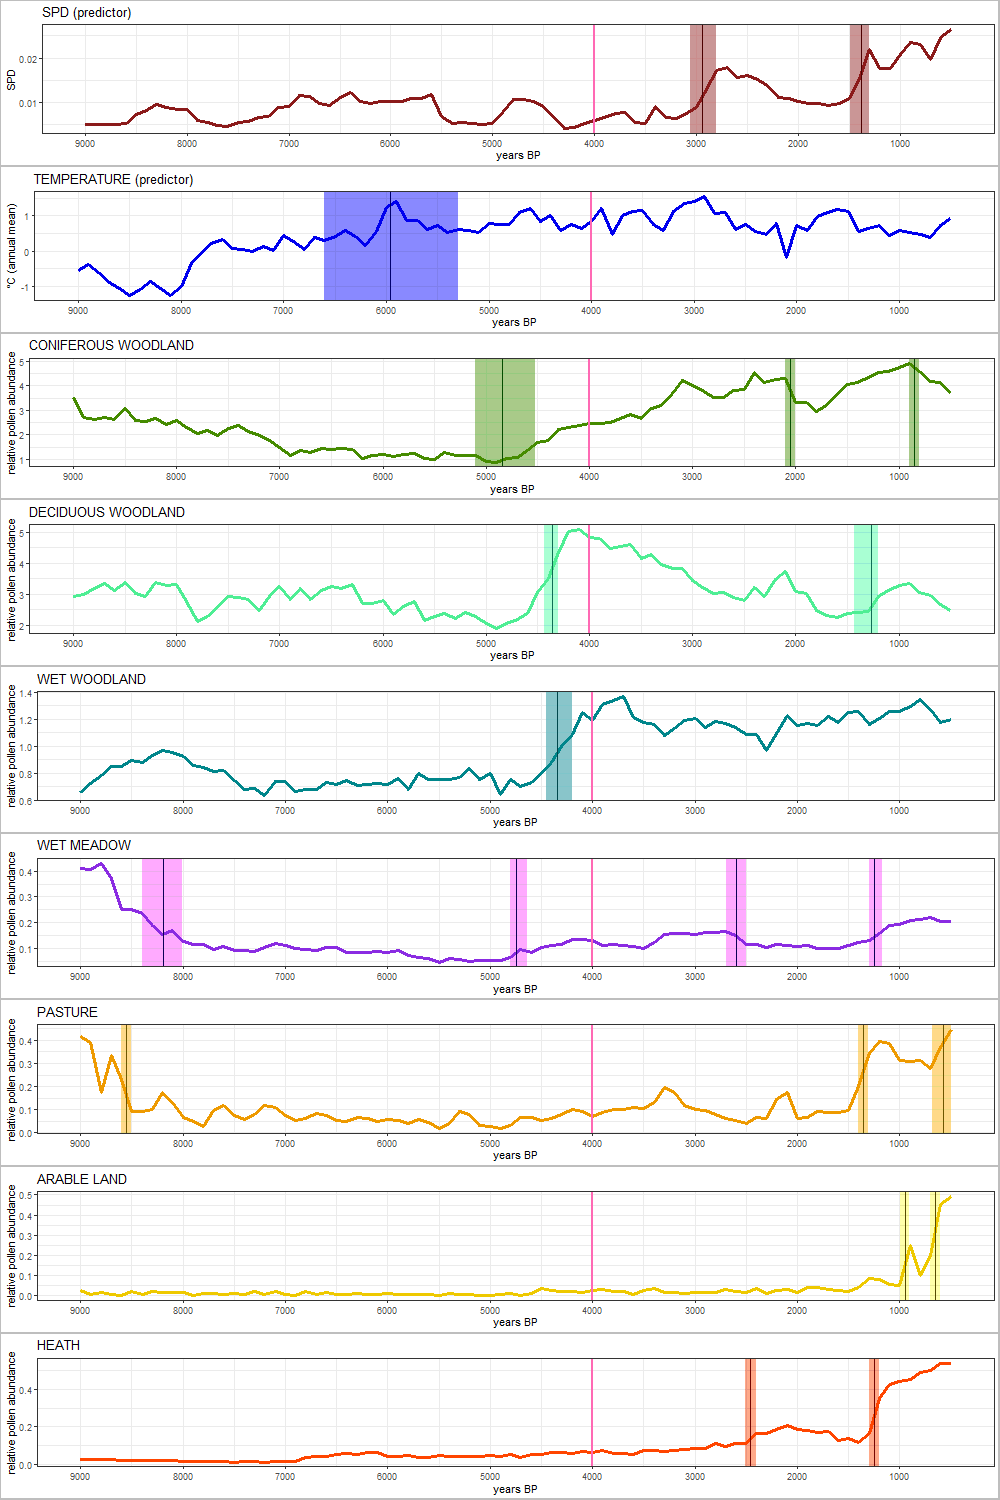 SPD (predictor)
SPD
0.02
0.01
9000 8000 7000 6000 5000 4000 3000 2000 1000
years BP
TEMPERATURE (predictor)
°C (annual mean)
1
0
-1
9000 8000 7000 6000 5000 4000 3000 2000 1000
years BP
CONIFEROUS WOODLAND
relative pollen abundance
5
4
3
2
1
9000 8000 7000 6000 5000 4000 3000 2000 1000
years BP
DECIDUOUS WOODLAND
relative pollen abundance
5
4
3
2
9000 8000 7000 6000 5000 4000 3000 2000 1000
years BP
WET WOODLAND
relative pollen abundance
1.4
1.2
1.0
0.8
0.6
9000 8000 7000 6000 5000 4000 3000 2000 1000
years BP
WET MEADOW
relative pollen abundance
0.4
0.3
0.2
0.1
9000 8000 7000 6000 5000 4000 3000 2000 1000
years BP
PASTURE
relative pollen abundance
0.4
0.3
0.2
0.1
0.0
9000 8000 7000 6000 5000 4000 3000 2000 1000
years BP
ARABLE LAND
relative pollen abundance
0.5
0.4
0.3
0.2
0.1
0.0
9000 8000 7000 6000 5000 4000 3000 2000 1000
years BP
HEATH
relative pollen abundance
0.4
0.2
0.0
9000 8000 7000 6000 5000 4000 3000 2000 1000
years BP